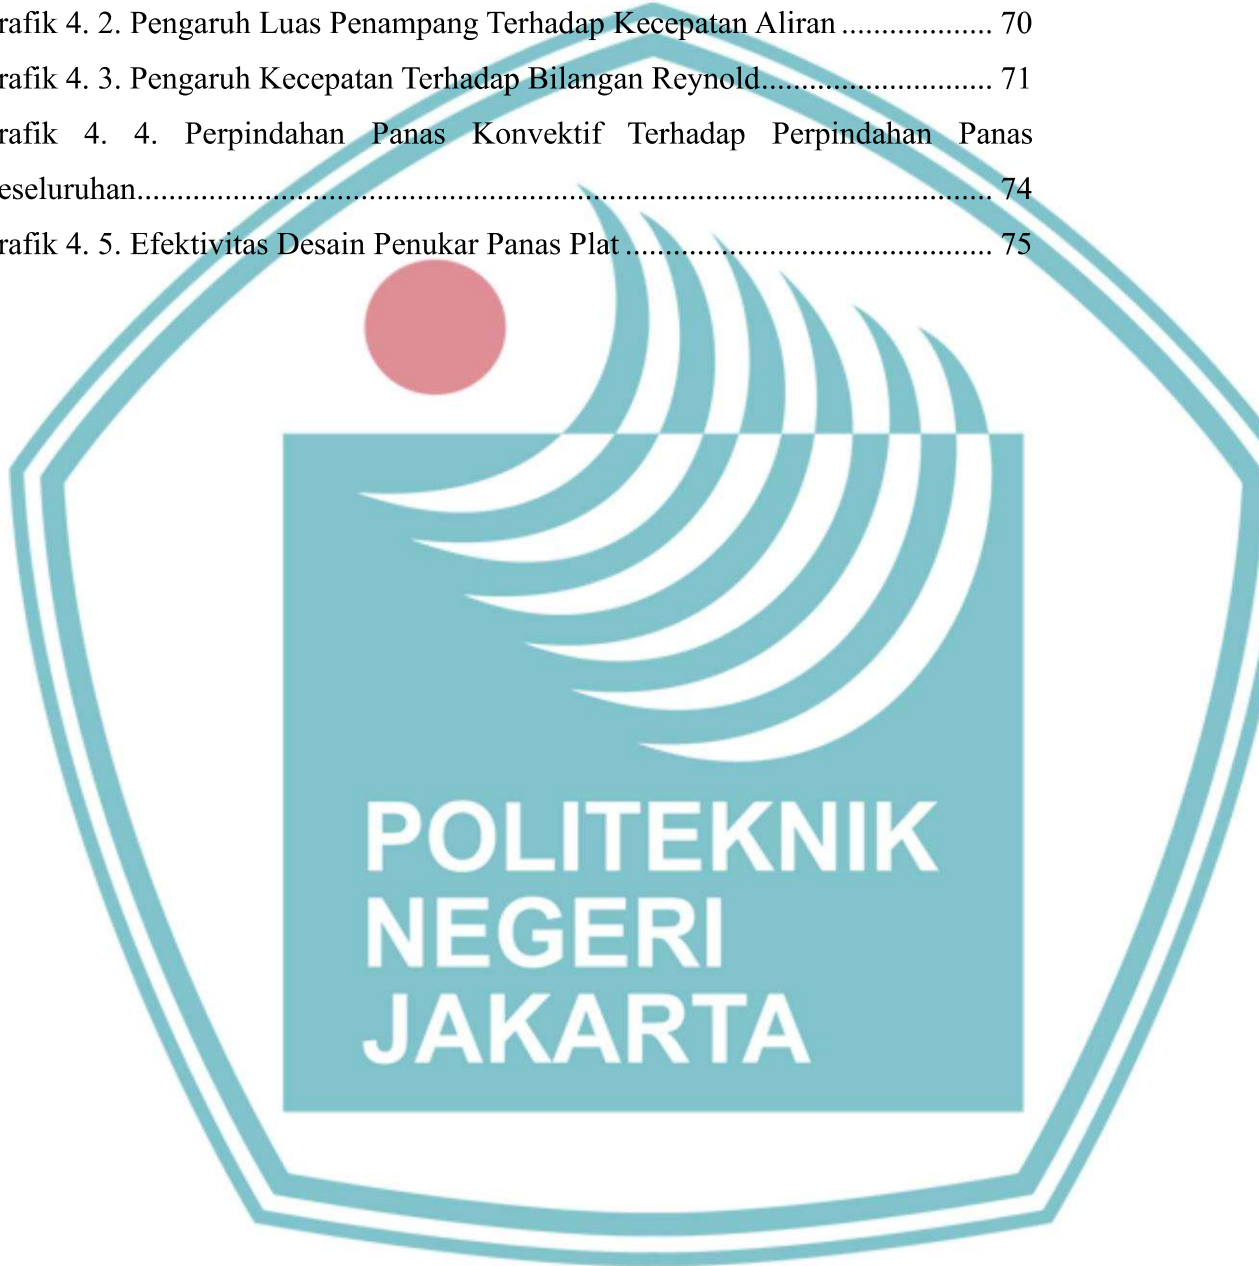 rafik 4. 2. Pengaruh Luas Penampang Terhadap Kecepatan Aliran ................... 70
rafik 4. 3. Pengaruh Kecepatan Terhadap Bilangan Reynold............................. 71
rafik 4. 4. Perpindahan Panas Konvektif Terhadap Perpindahan Panas
eseluruhan............................................................................................................ 74
rafik 4. 5. Efektivitas Desain Penukar Panas Plat .............................................. 75
POLITEKNIK
NEGERI
JAKARTA